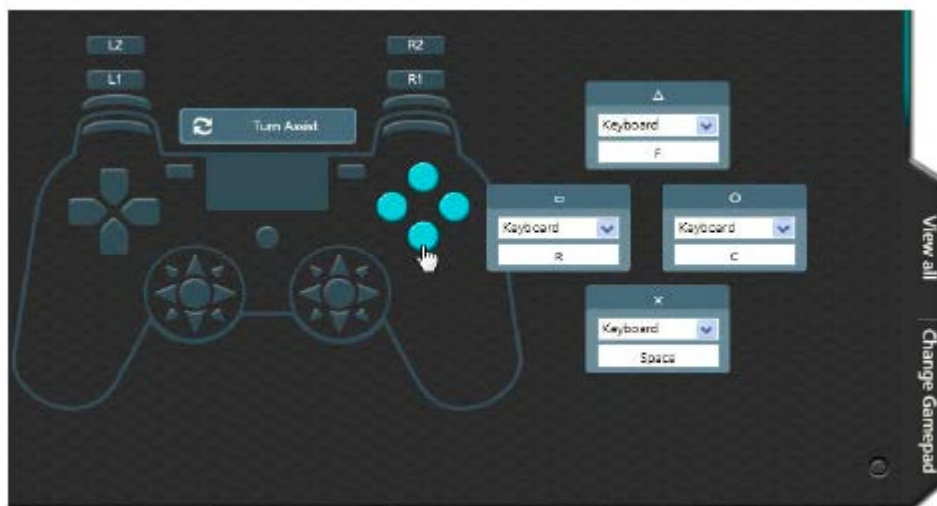 L2
R2
L1
R1
Turn Assist
△
Keyboard
F
▭
Keyboard
R
○
Keyboard
C
×
Keyboard
Space
View all
Change Gamepad